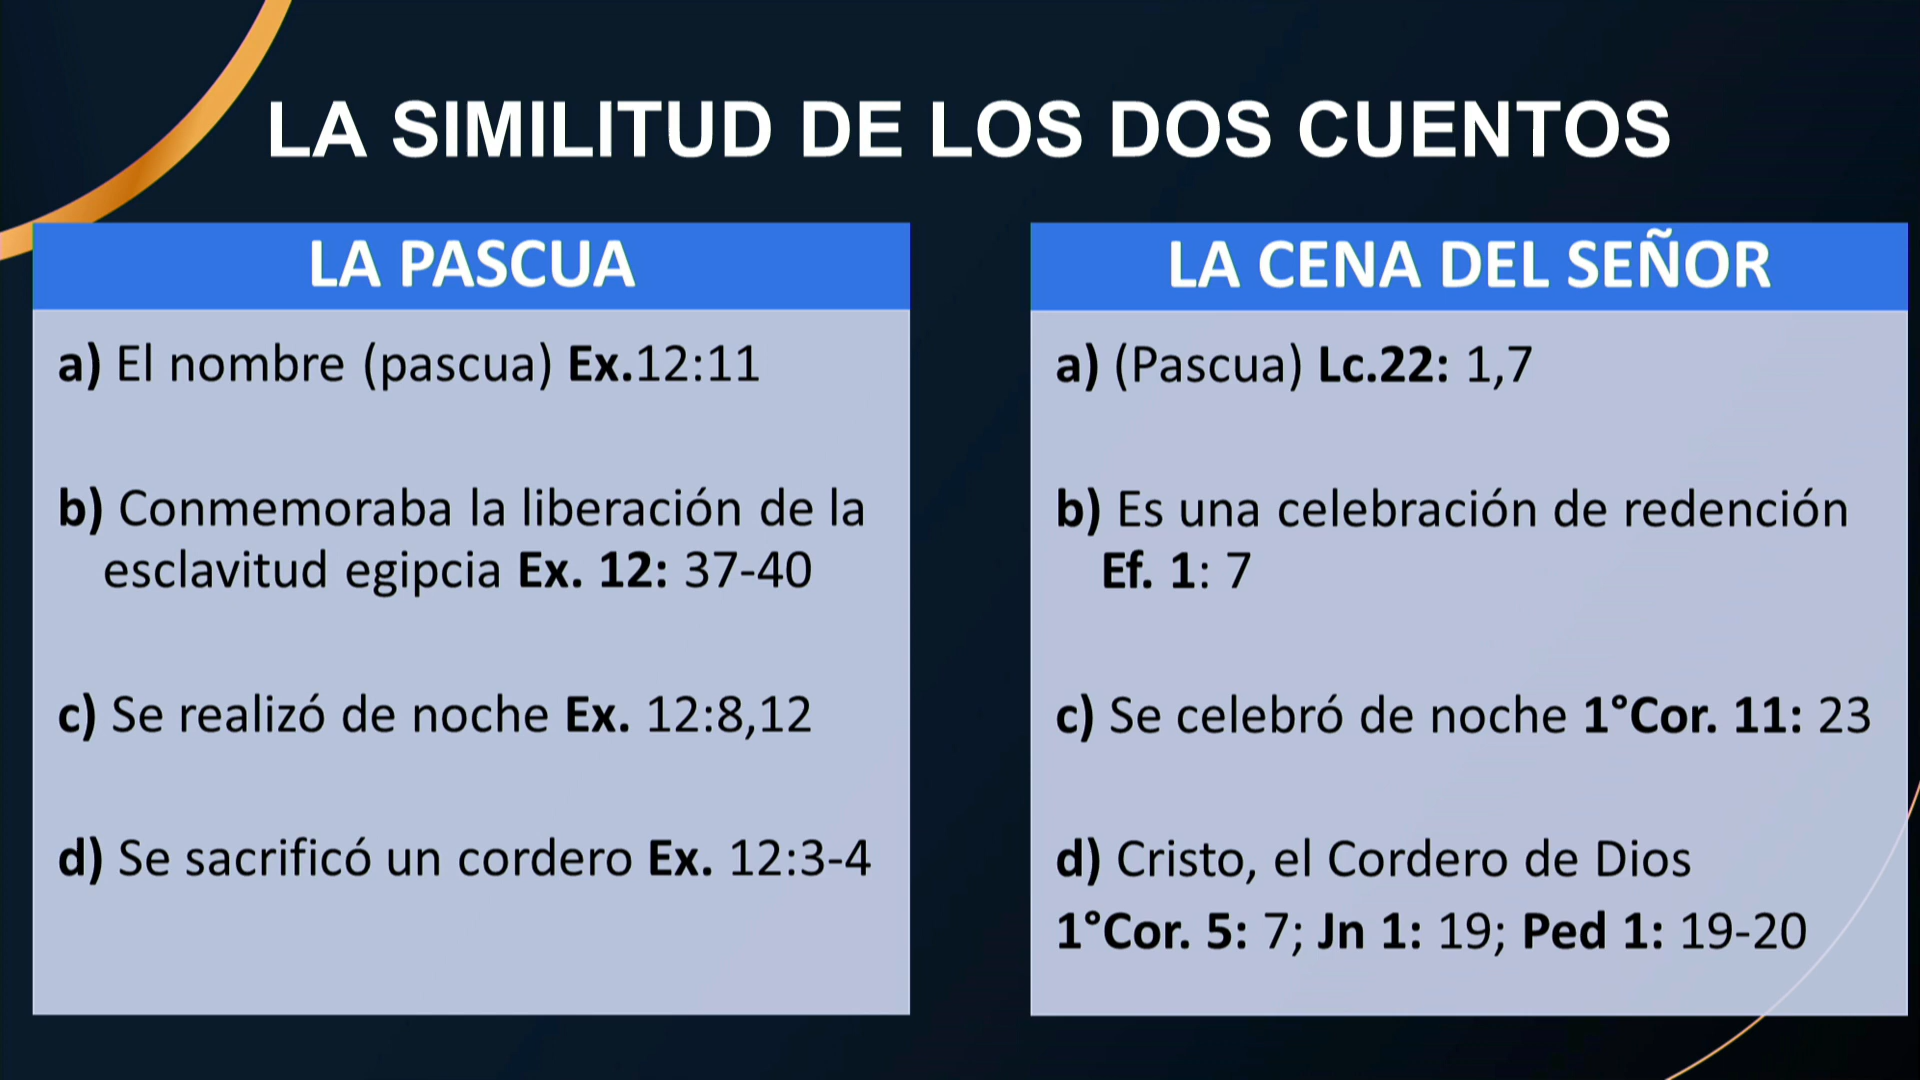 LA SIMILITUD DE LOS DOS CUENTOS
LA PASCUA
a) El nombre (pascua) Ex.12:11
b) Conmemoraba la liberación de la
esclavitud egipcia Ex. 12: 37-40
c) Se realizó de noche Ex. 12:8,12
d) Se sacrificó un cordero Ex. 12:3-4
LA CENA DEL SEÑOR
a) (Pascua) Lc.22: 1,7
b) Es una celebración de redención
Ef. 1: 7
c) Se celebró de noche 1°Cor. 11: 23
d) Cristo, el Cordero de Dios
1°Cor. 5: 7; Jn 1: 19; Ped 1: 19-20